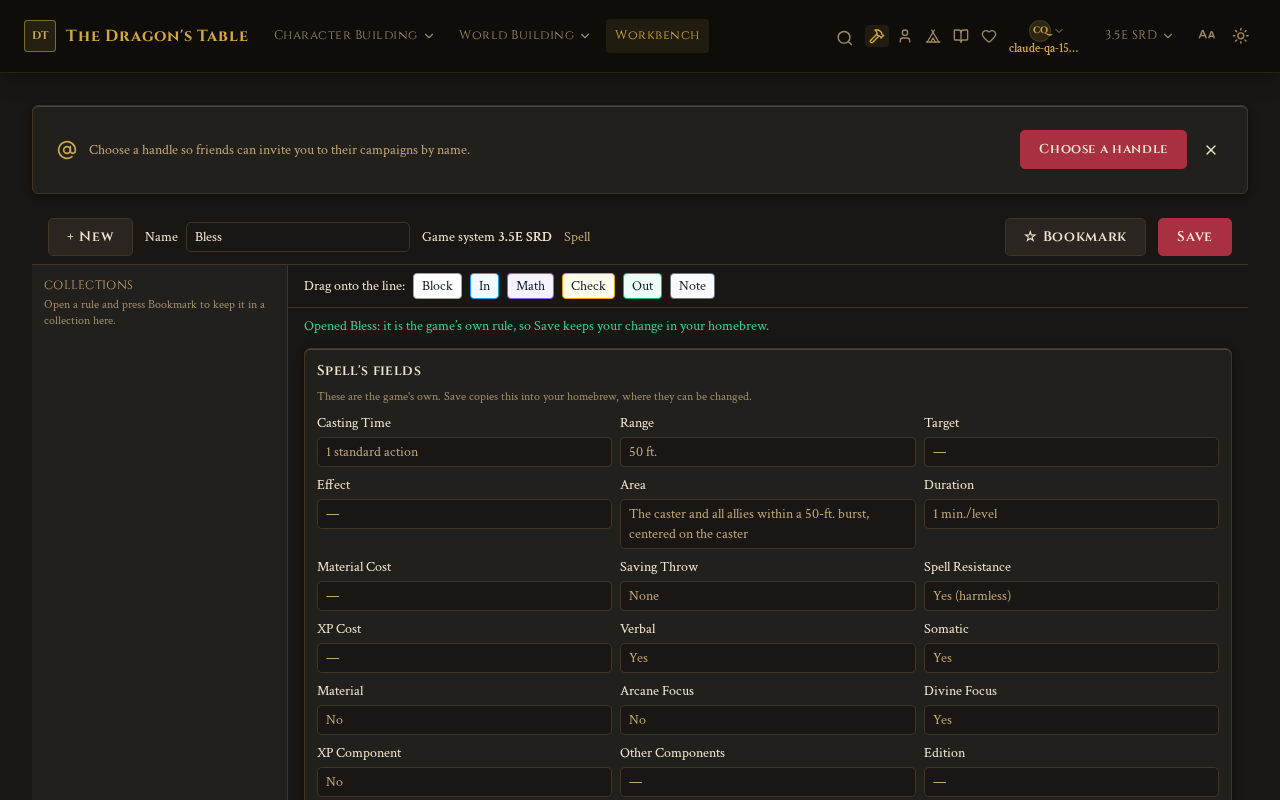 DT The Dragon's Table Character Building World Building Workbench CQ 3.5E SRD AA
claude-qa-15...
@ Choose a handle so friends can invite you to their campaigns by name. Choose a handle ×
+ New Name Bless Game system 3.5E SRD Spell ☆ Bookmark Save
Collections
Open a rule and press Bookmark to keep it in a
collection here.
Drag onto the line: Block In Math Check Out Note
Opened Bless: it is the game's own rule, so Save keeps your change in your homebrew.
Spell's fields
These are the game's own. Save copies this into your homebrew, where they can be changed.
Casting Time Range Target
1 standard action 50 ft. —
Effect Area Duration
— The caster and all allies within a 50-ft. burst, 1 min./level
centered on the caster
Material Cost Saving Throw Spell Resistance
— None Yes (harmless)
XP Cost Verbal Somatic
— Yes Yes
Material Arcane Focus Divine Focus
No No Yes
XP Component Other Components Edition
No — —